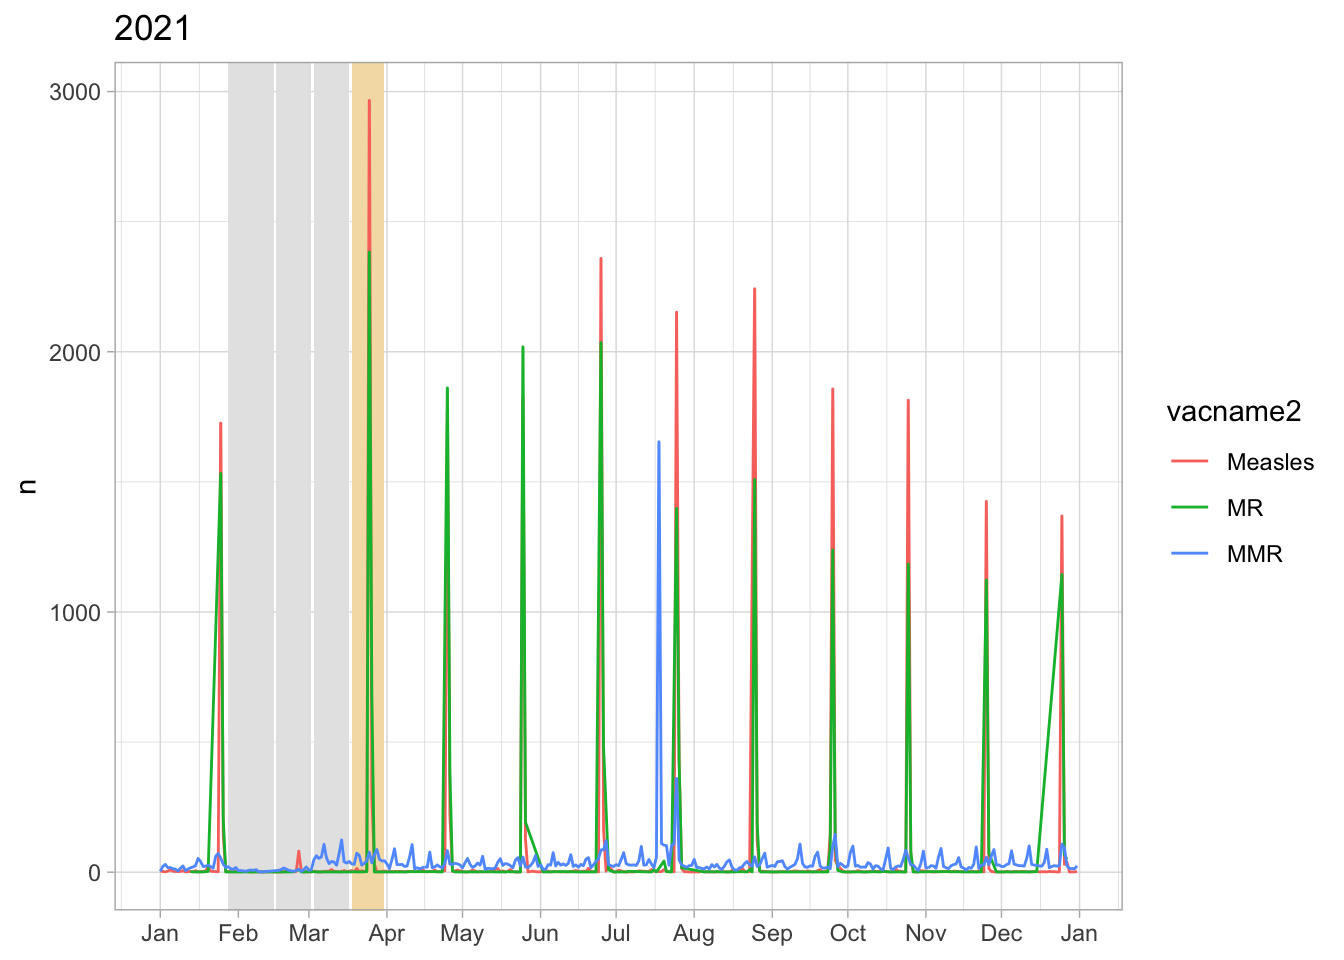 2021
3000
2000
1000
0
n
Jan Feb Mar Apr May Jun Jul Aug Sep Oct Nov Dec Jan
vacname2
Measles
MR
MMR